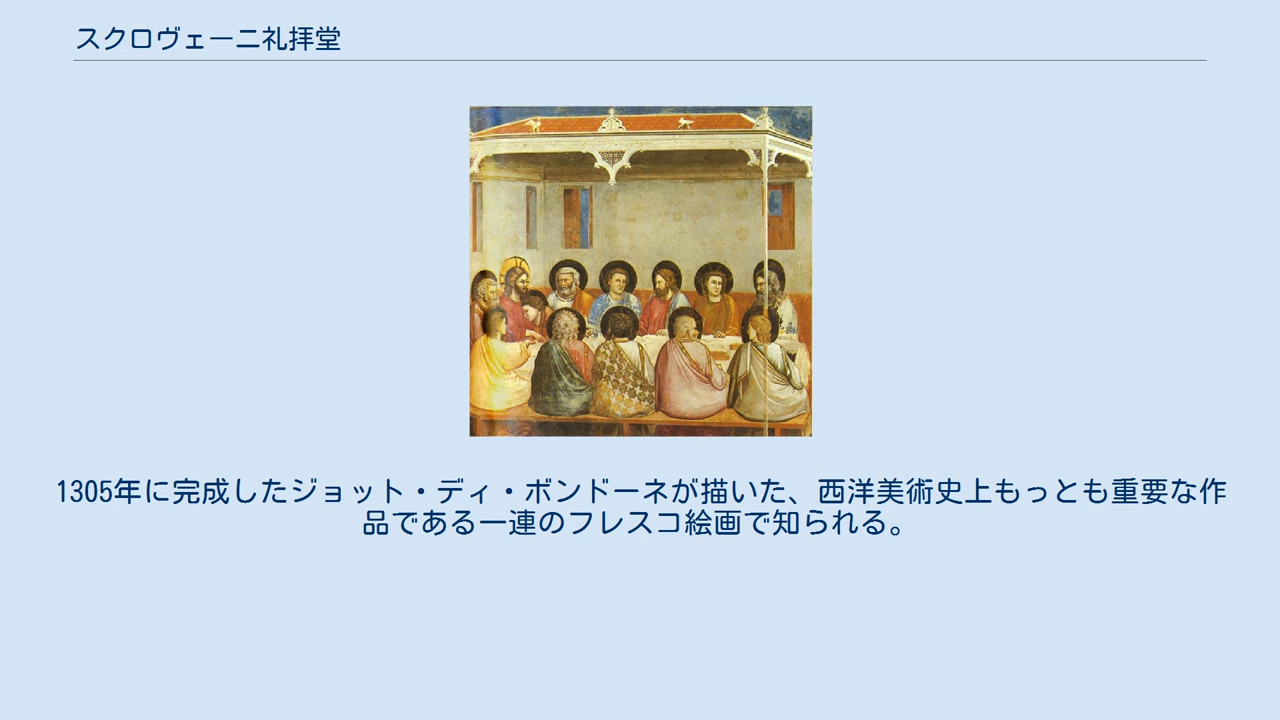 スクロヴェーニ礼拝堂
1305年に完成したジョット・ディ・ボンドーネが描いた、西洋美術史上もっとも重要な作
品である一連のフレスコ絵画で知られる。